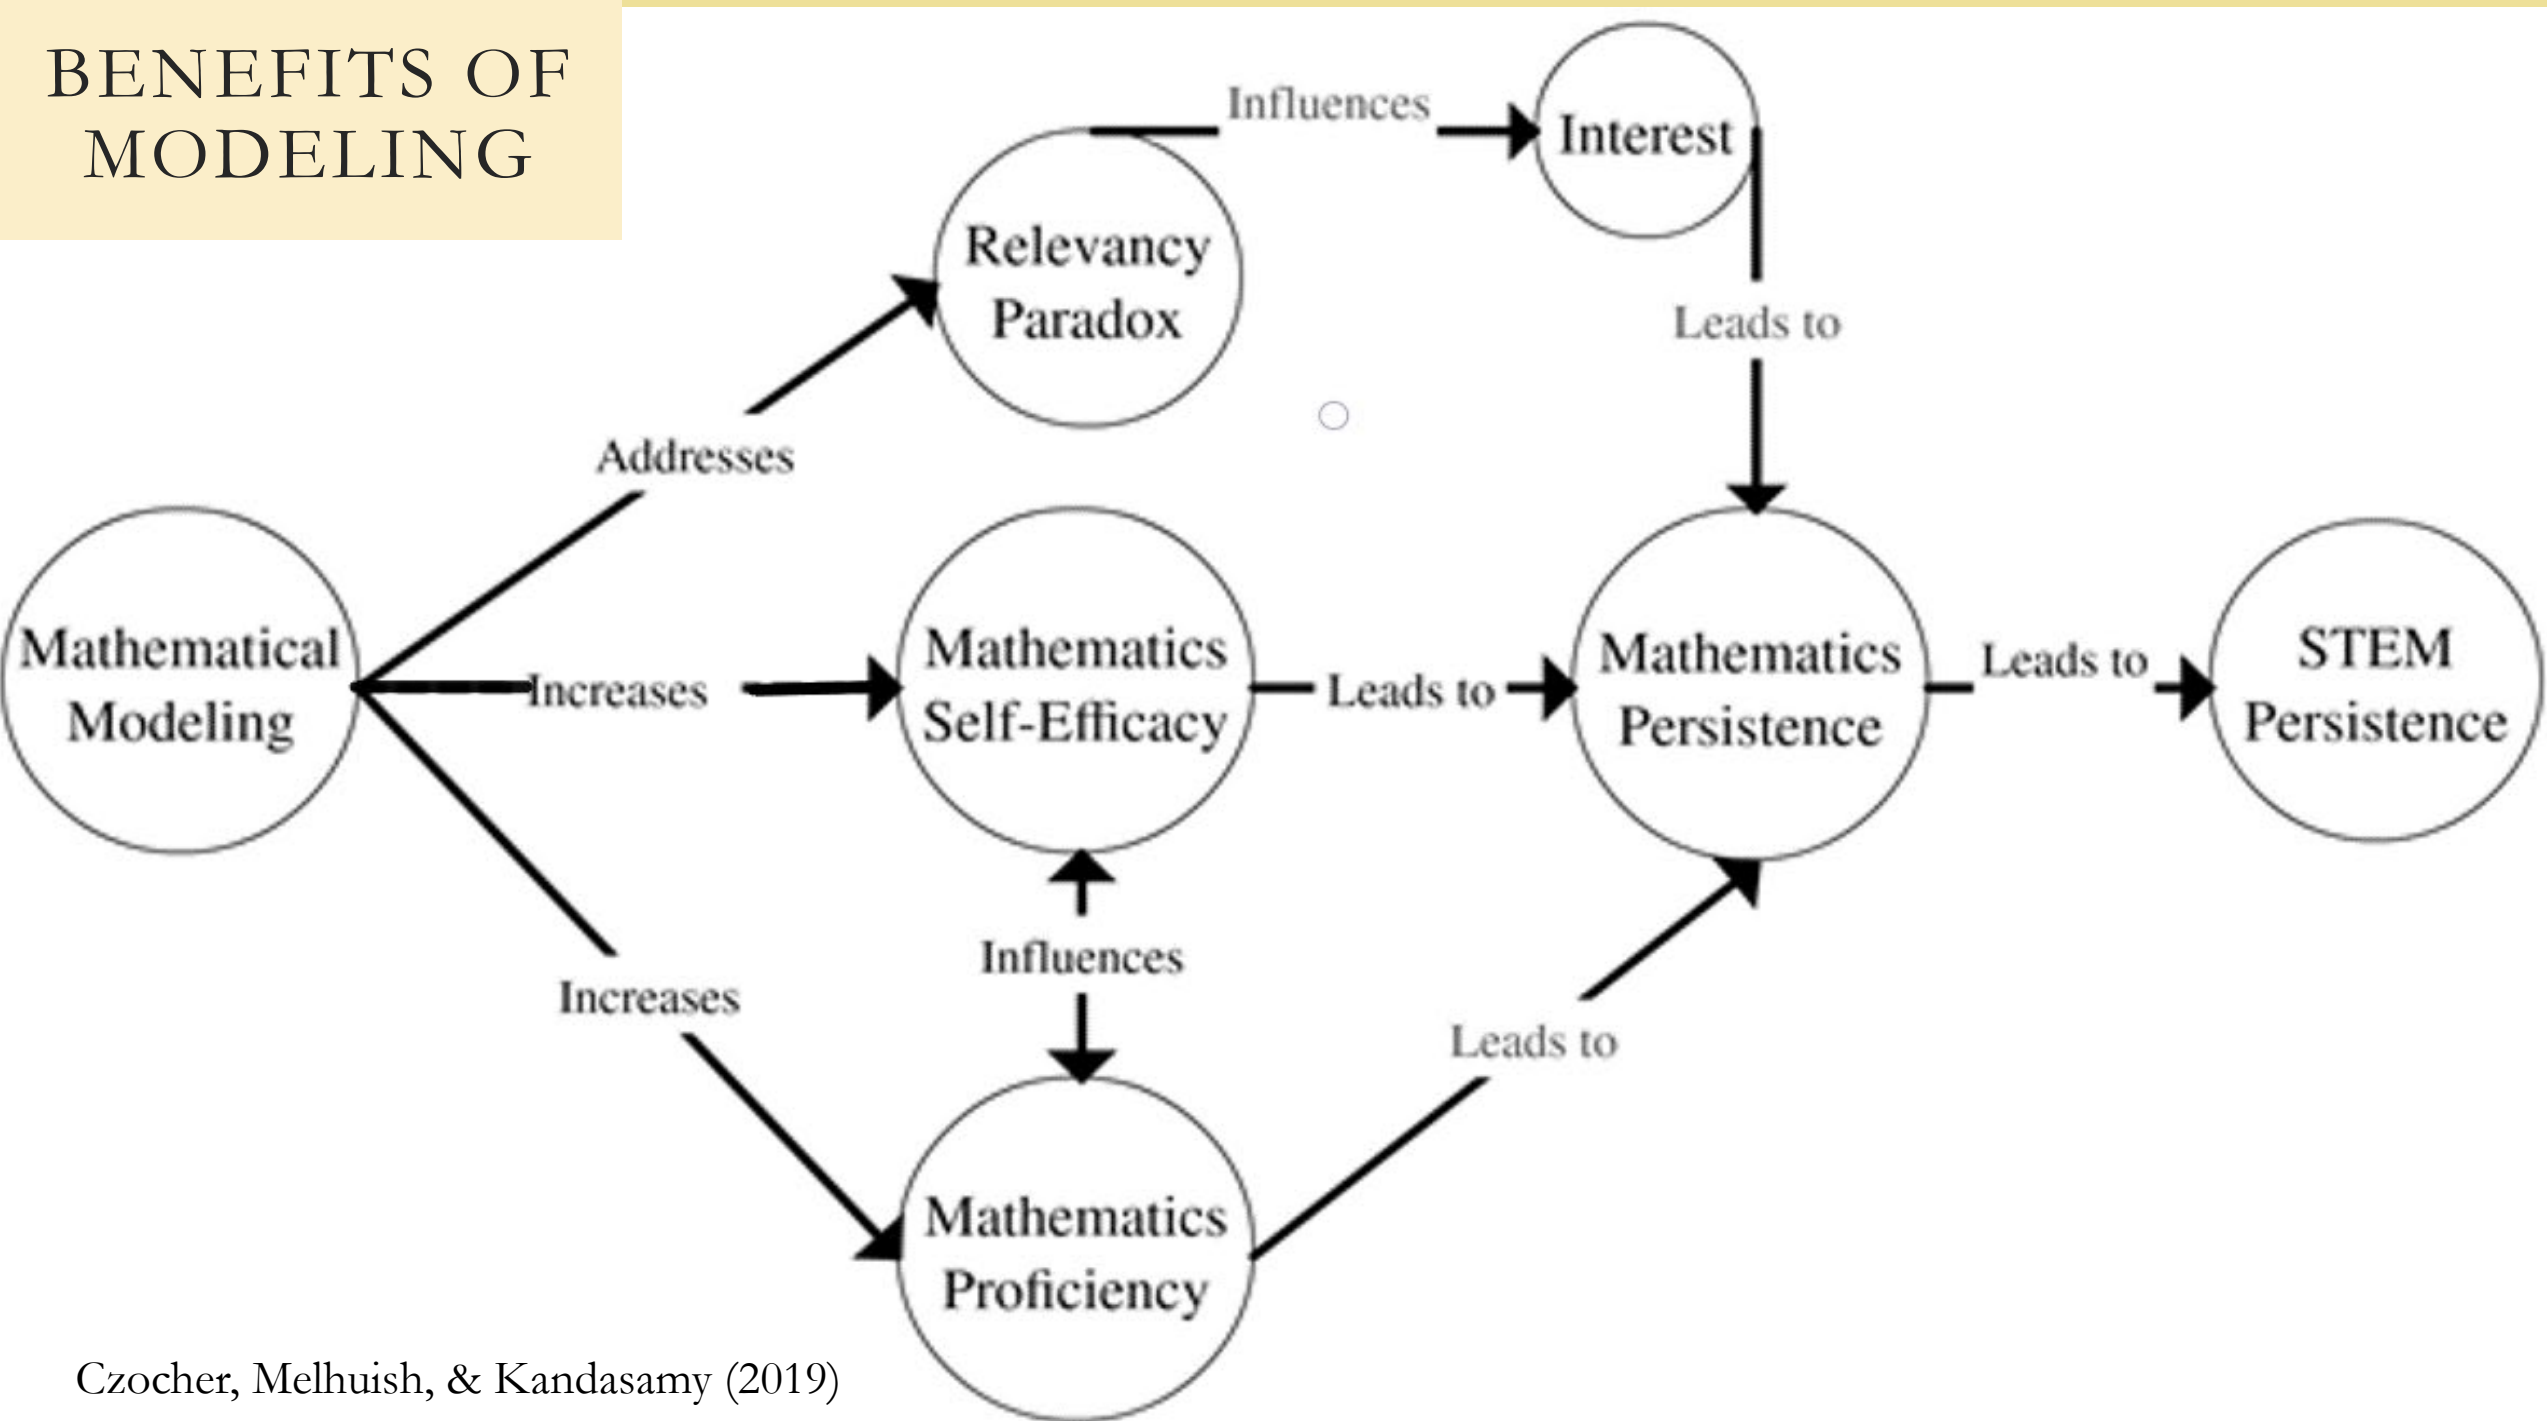 BENEFITS OF
MODELING
Influences
Interest
Relevancy
Paradox
Leads to
Addresses
Mathematical
Modeling
Increases
Mathematics
Self-Efficacy
Leads to
Mathematics
Persistence
Leads to
STEM
Persistence
Influences
Increases
Leads to
Mathematics
Proficiency
Czocher, Melhuish, & Kandasamy (2019)